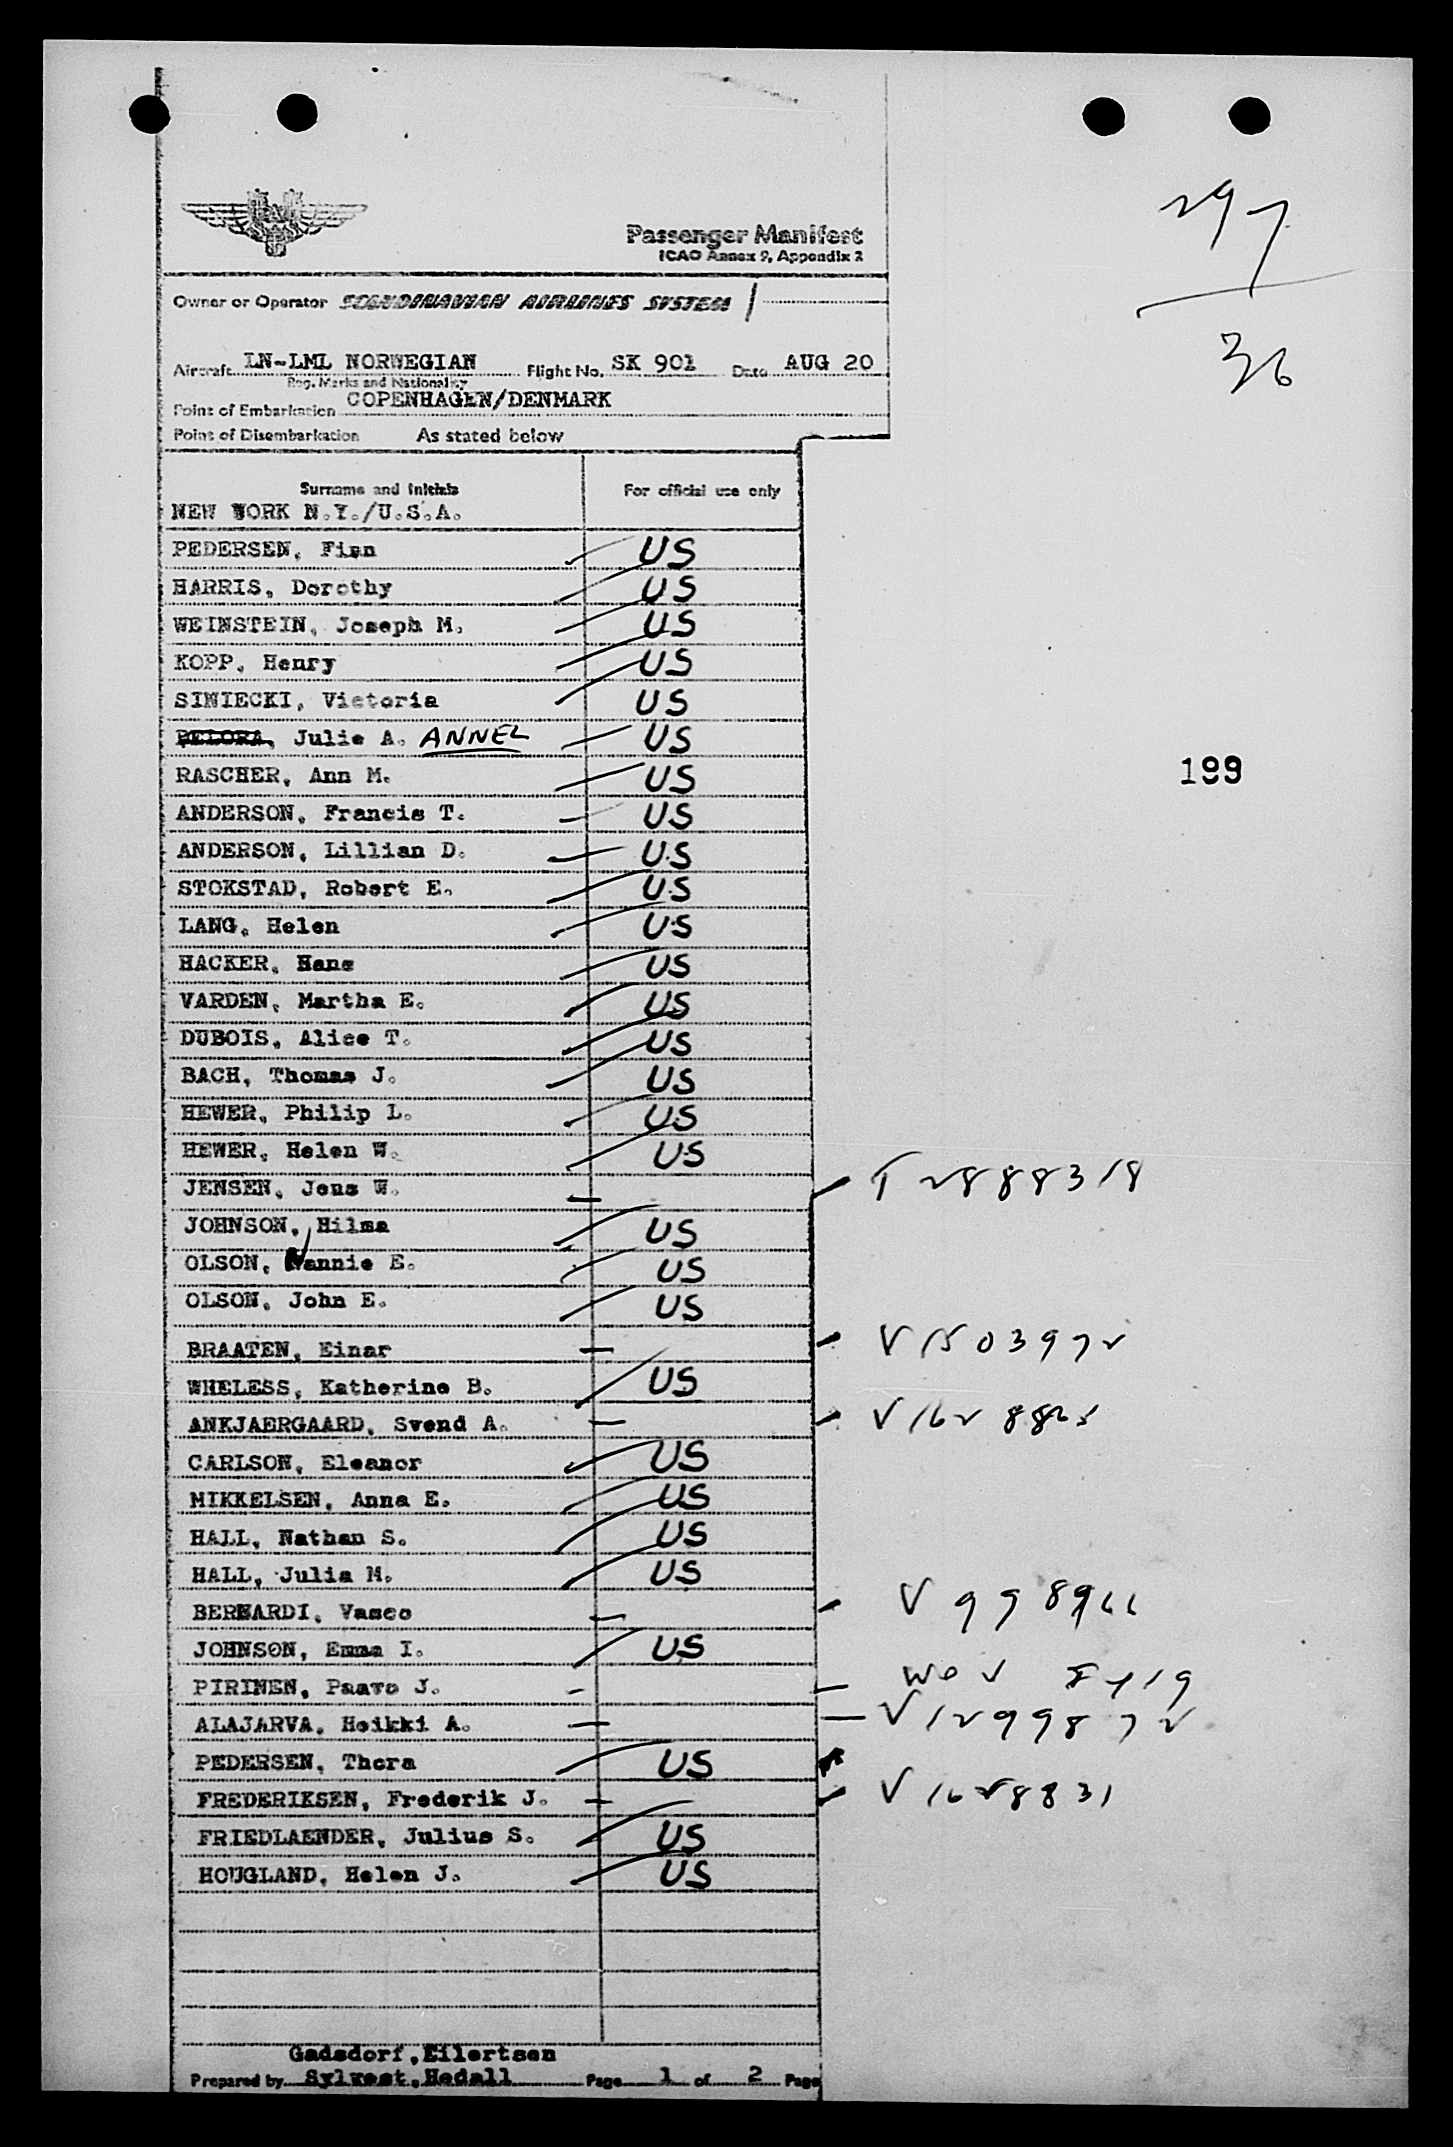 297
36
Passenger Manifest
ICAO Annex 9, Appendix 2
Owner or Operator SCANDINAVIAN AIRLINES SYSTEM
Aircraft LN-LML NORWEGIAN Flight No. SK 901 Date AUG 20
Reg. Marks and Nationality
Point of Embarkation COPENHAGEN/DENMARK
Point of Disembarkation As stated below
Surname and initials For official use only
NEW YORK N.Y./U.S.A.
PEDERSEN, Finn US
HARRIS, Dorothy US
WEINSTEIN, Joseph M. US
KOPP, Henry US
SINIECKI, Victoria US
Julie A. ANNEL US
RASCHER, Ann M. US
199
ANDERSON, Francis T. US
ANDERSON, Lillian D. US
STOKSTAD, Robert E. US
LANG, Helen US
HACKER, Hans US
VARDEN, Martha E. US
DUBOIS, Alice T. US
BACH, Thomas J. US
HEWER, Philip L. US
HEWER, Helen W. US
JENSEN, Jens W. T 2888318
JOHNSON, Hilma US
OLSON, Nannie E. US
OLSON, John E. US
BRAATEN, Einar V 1503972
WHELESS, Katherine B. US
ANKJAERGAARD, Svend A.
CARLSON, Eleanor US
MIKKELSEN, Anna E. US
HALL, Nathan S. US
HALL, Julia M. US
BERNARDI, Vasco
JOHNSON, Emma I. US
PIRINEN, Paavo J.
ALAJARVA, Heikki A. V 1299872
PEDERSEN, Thora US
FREDERIKSEN, Frederik J. V 1628831
FRIEDLAENDER, Julius S. US
HOUGLAND, Helen J. US
Gadsdorf, Eilertsen
Prepared by Sylvest, Hedall Page 1 of 2 Page